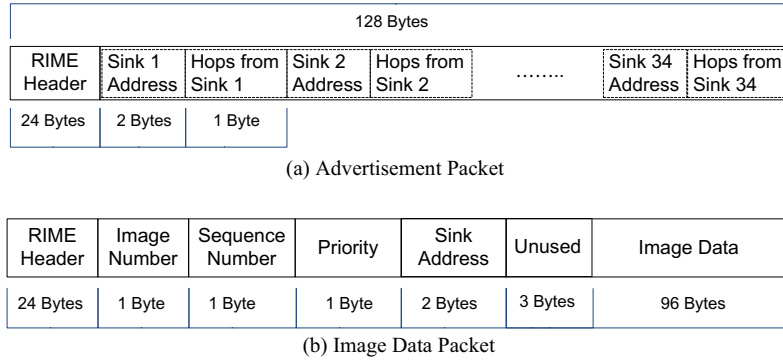 128 Bytes
RIME Header
Sink 1 Address
Hops from Sink 1
Sink 2 Address
Hops from Sink 2
........
Sink 34 Address
Hops from Sink 34
24 Bytes
2 Bytes
1 Byte
(a) Advertisement Packet
RIME Header
Image Number
Sequence Number
Priority
Sink Address
Unused
Image Data
24 Bytes
1 Byte
1 Byte
1 Byte
2 Bytes
3 Bytes
96 Bytes
(b) Image Data Packet